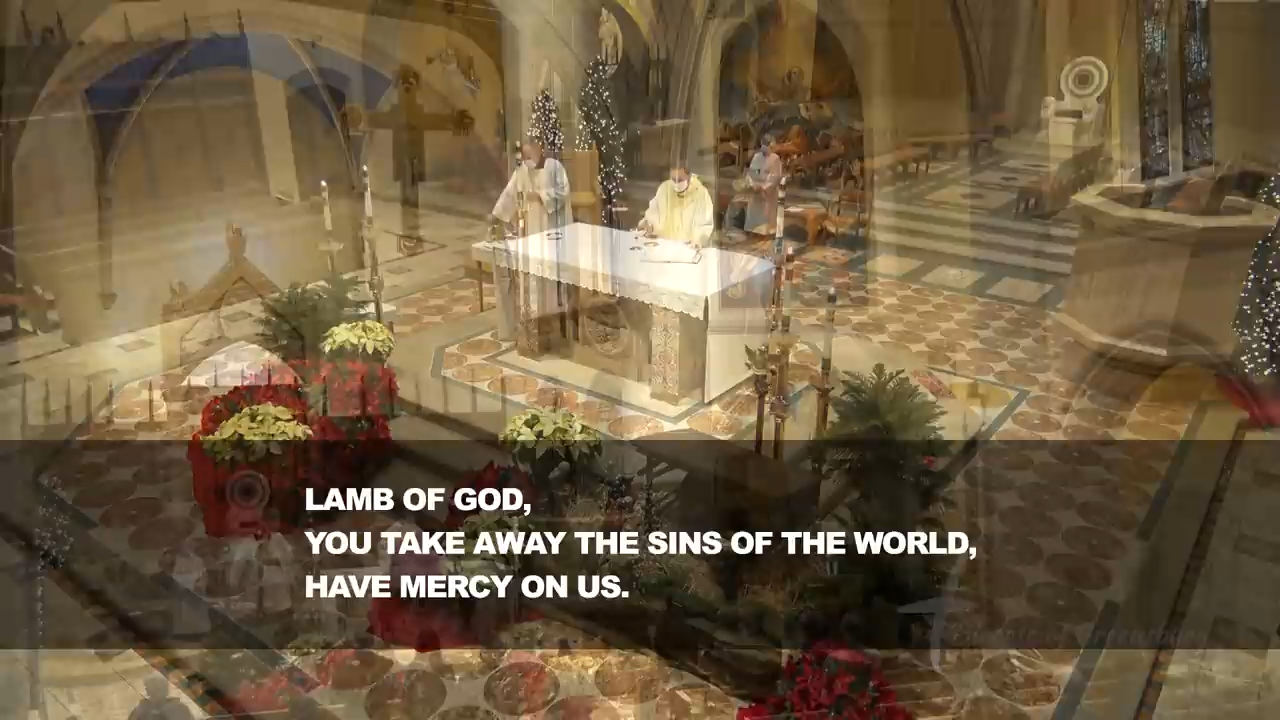 LAMB OF GOD,
YOU TAKE AWAY THE SINS OF THE WORLD,
HAVE MERCY ON US.